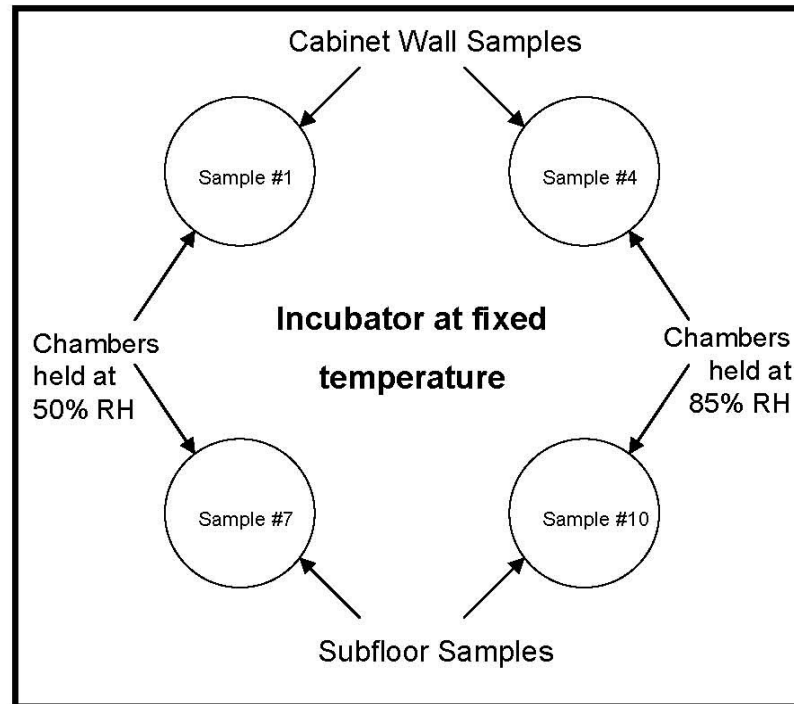 Cabinet Wall Samples
Sample #1
Sample #4
Incubator at fixed
temperature
Chambers
held at
50% RH
Chambers
held at
85% RH
Sample #7
Sample #10
Subfloor Samples